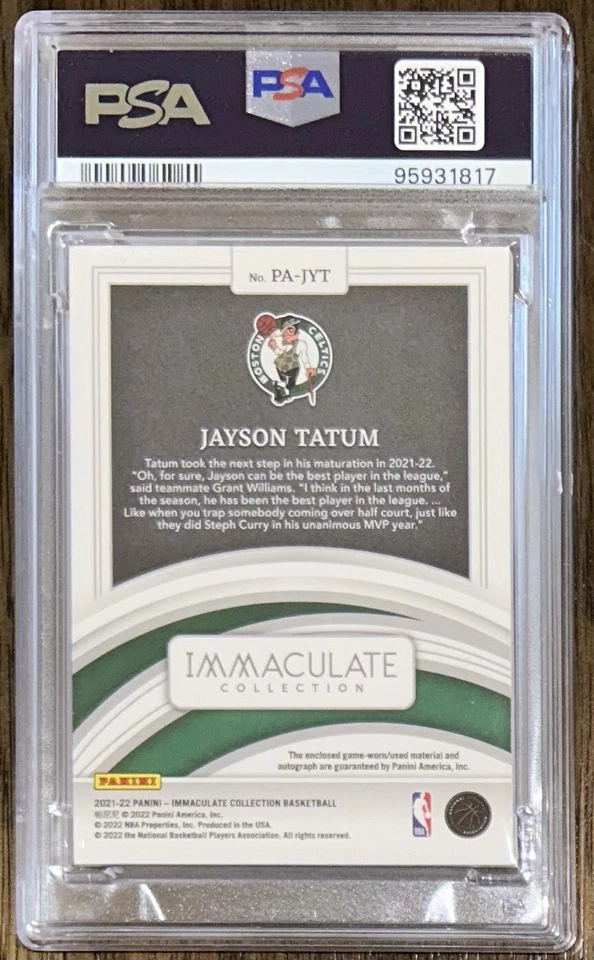 PSA
PSA
95931817
No. PA-JYT
BOSTON CELTICS
JAYSON TATUM
Tatum took the next step in his maturation in 2021-22.
"Oh, for sure, Jayson can be the best player in the league,"
said teammate Grant Williams. "I think in the last months of
the season, he has been the best player in the league. ...
Like when you trap somebody coming over half court, just like
they did Steph Curry in his unanimous MVP year."
IMMACULATE
COLLECTION
The enclosed game-worn/used material and
autograph are guaranteed by Panini America, Inc.
PANINI
2021-22 PANINI – IMMACULATE COLLECTION BASKETBALL
帕尼尼 © 2022 Panini America, Inc.
© 2022 NBA Properties, Inc. Produced in the USA.
© 2022 the National Basketball Players Association. All rights reserved.
NBA